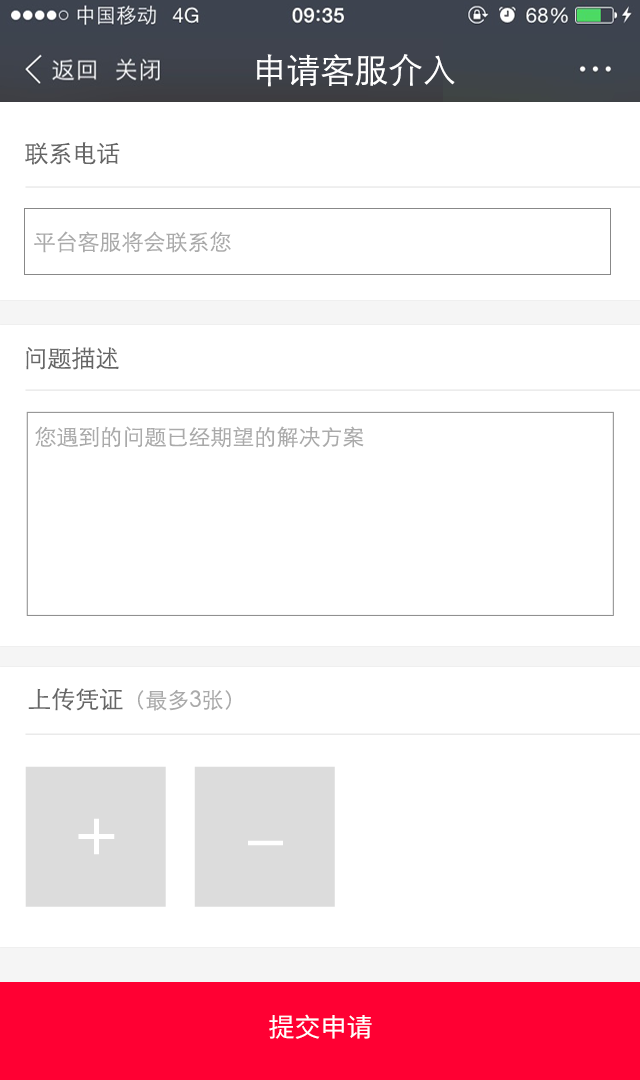 中国移动 4G 09:35 68%
返回 关闭 申请客服介入
联系电话
平台客服将会联系您
问题描述
您遇到的问题已经期望的解决方案
上传凭证（最多3张）
提交申请